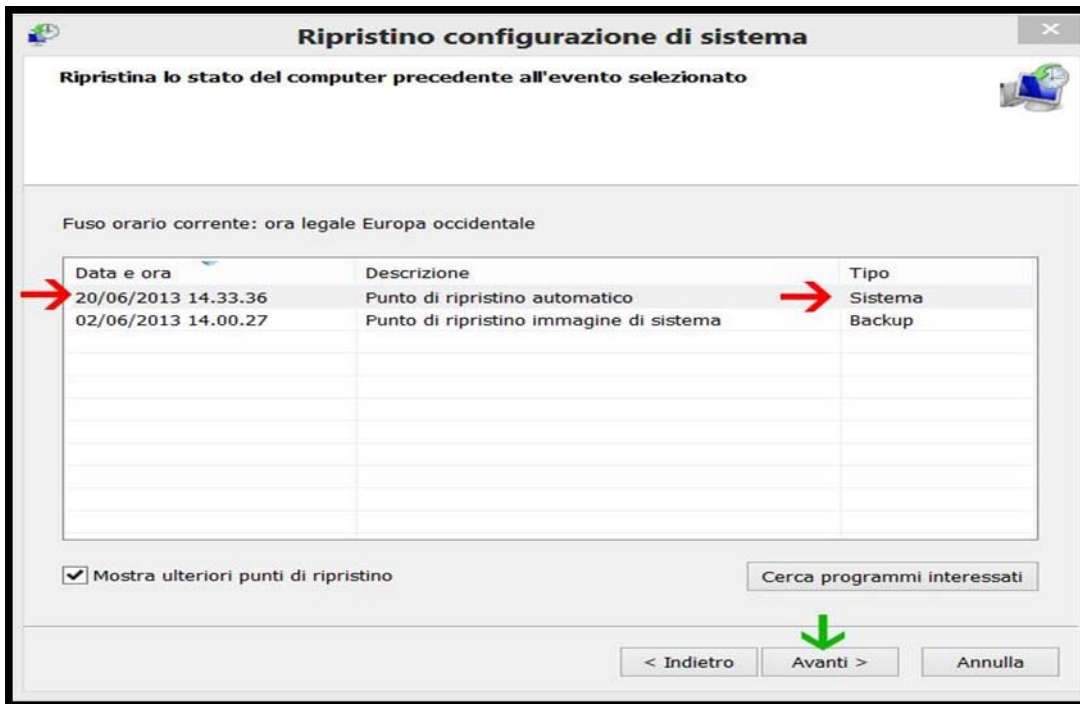 Ripristino configurazione di sistema
Ripristina lo stato del computer precedente all'evento selezionato
Fuso orario corrente: ora legale Europa occidentale
Data e ora Descrizione Tipo
20/06/2013 14.33.36 Punto di ripristino automatico Sistema
02/06/2013 14.00.27 Punto di ripristino immagine di sistema Backup
Mostra ulteriori punti di ripristino Cerca programmi interessati
< Indietro Avanti > Annulla